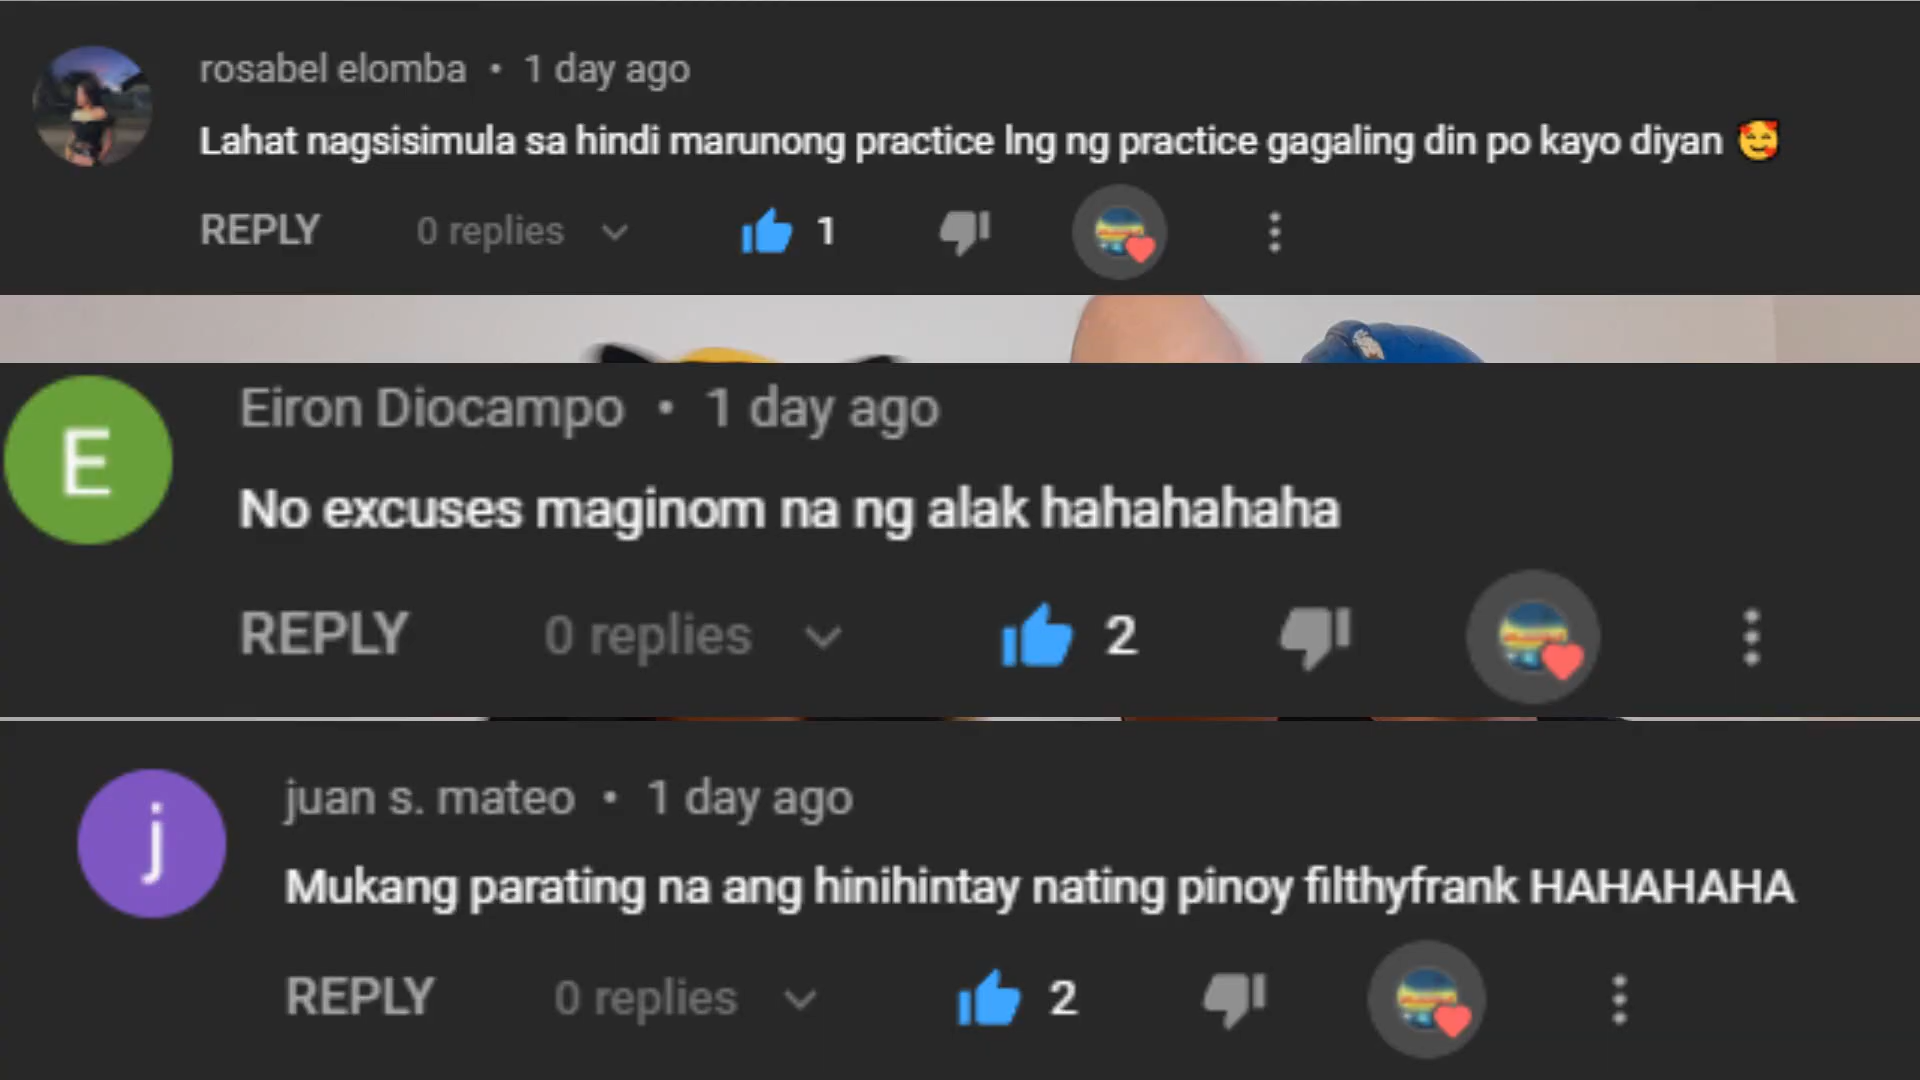 rosabel elomba • 1 day ago
Lahat nagsisimula sa hindi marunong practice lng ng practice gagaling din po kayo diyan 🥰
REPLY 0 replies 1
E
Eiron Diocampo • 1 day ago
No excuses maginom na ng alak hahahahaha
REPLY 0 replies 2
j
juan s. mateo • 1 day ago
Mukang parating na ang hinihintay nating pinoy filthyfrank HAHAHAHA
REPLY 0 replies 2